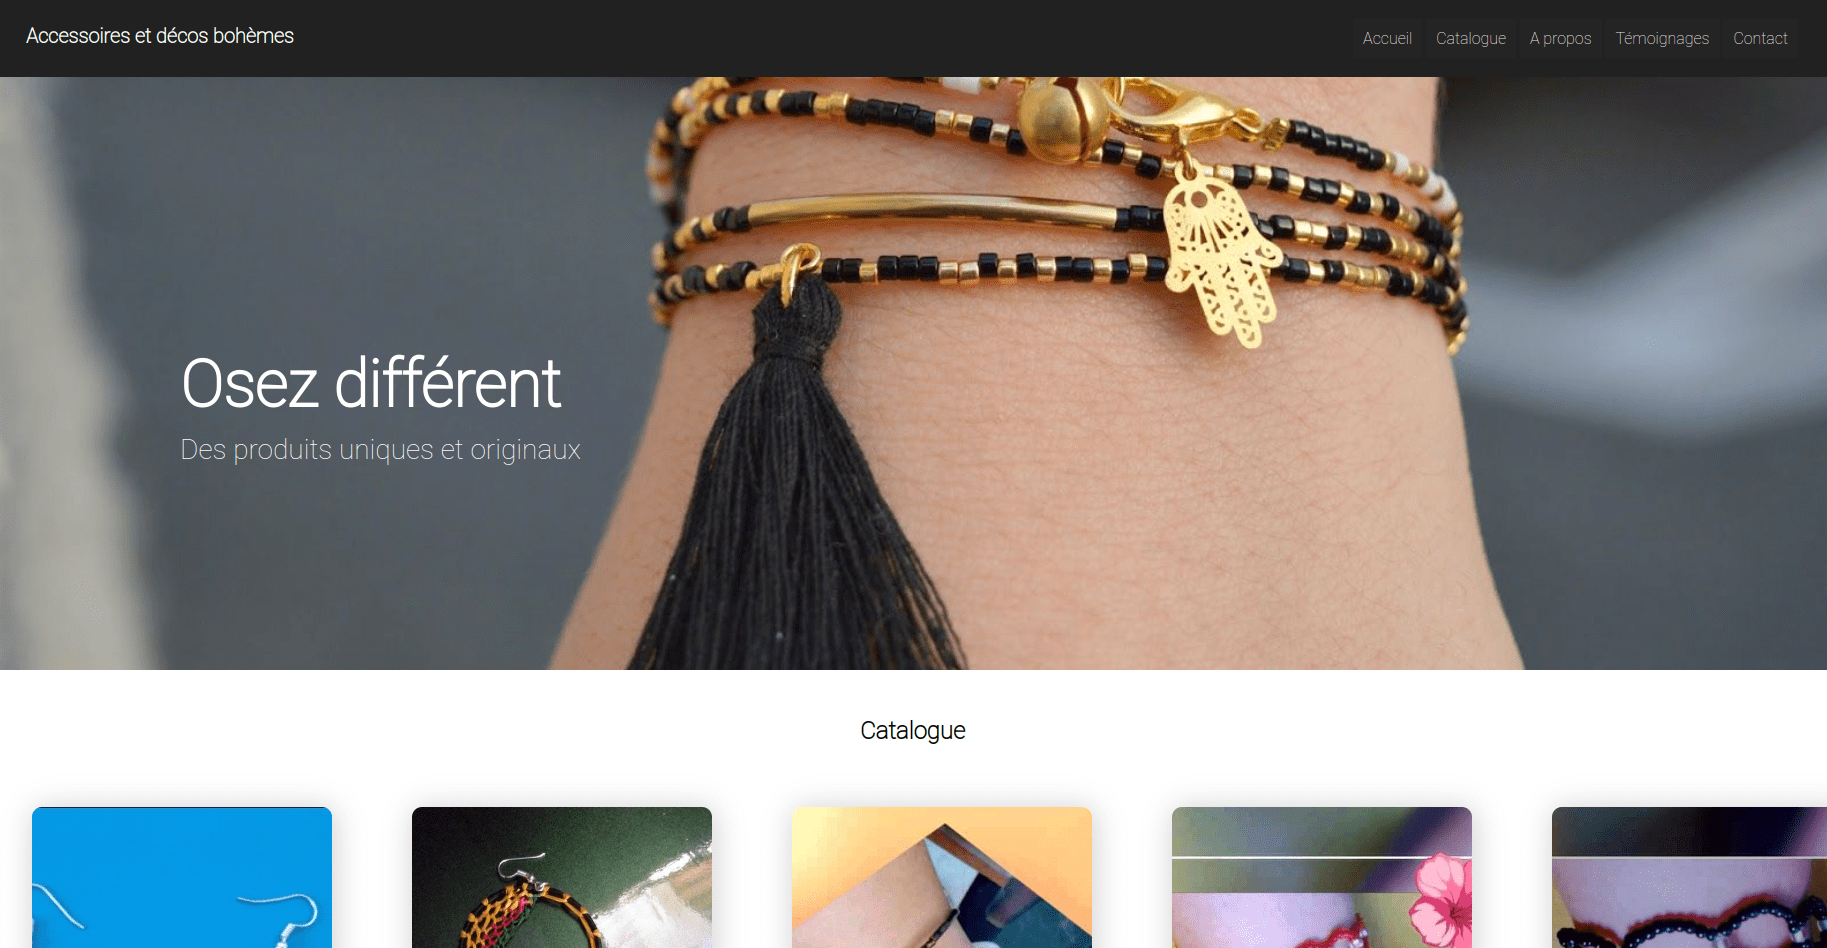 Accessoires et décos bohèmes
Accueil Catalogue A propos Témoignages Contact
Osez différent
Des produits uniques et originaux
Catalogue